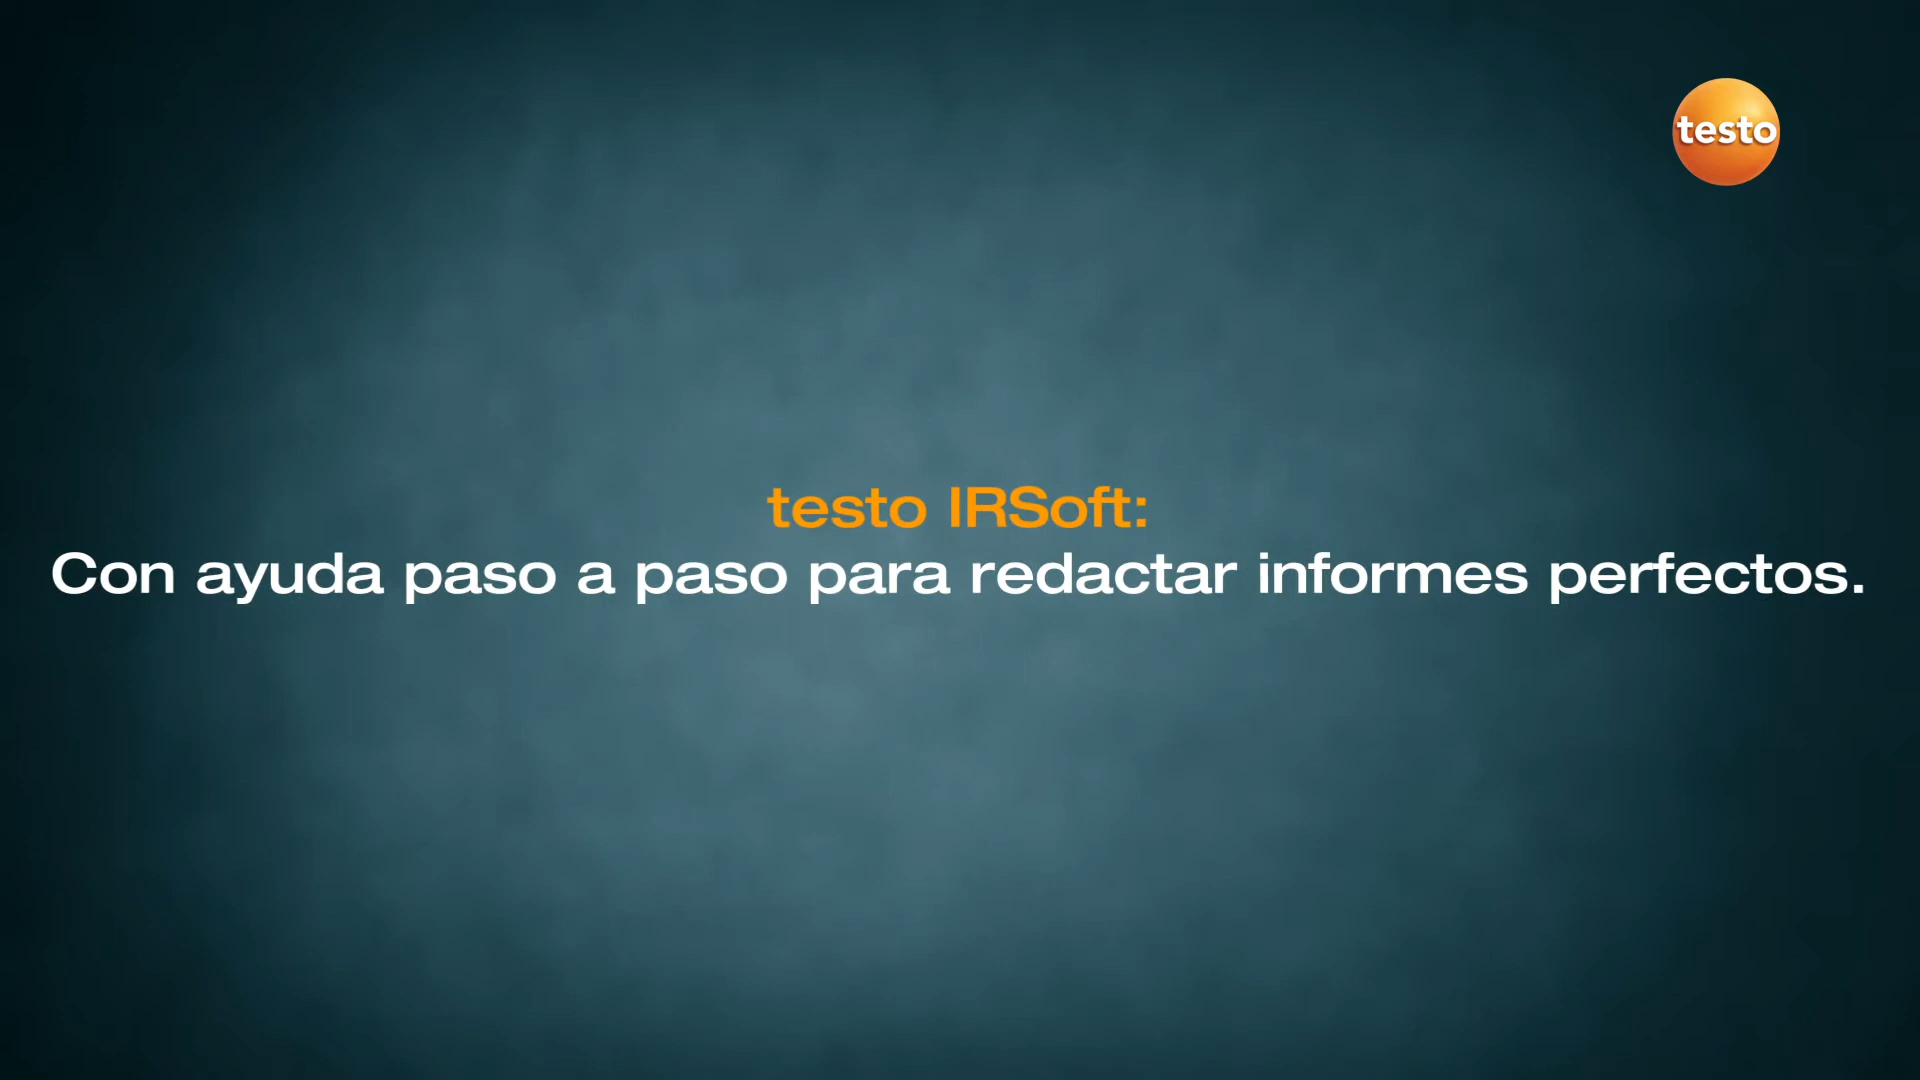 testo
testo IRSoft:
Con ayuda paso a paso para redactar informes perfectos.